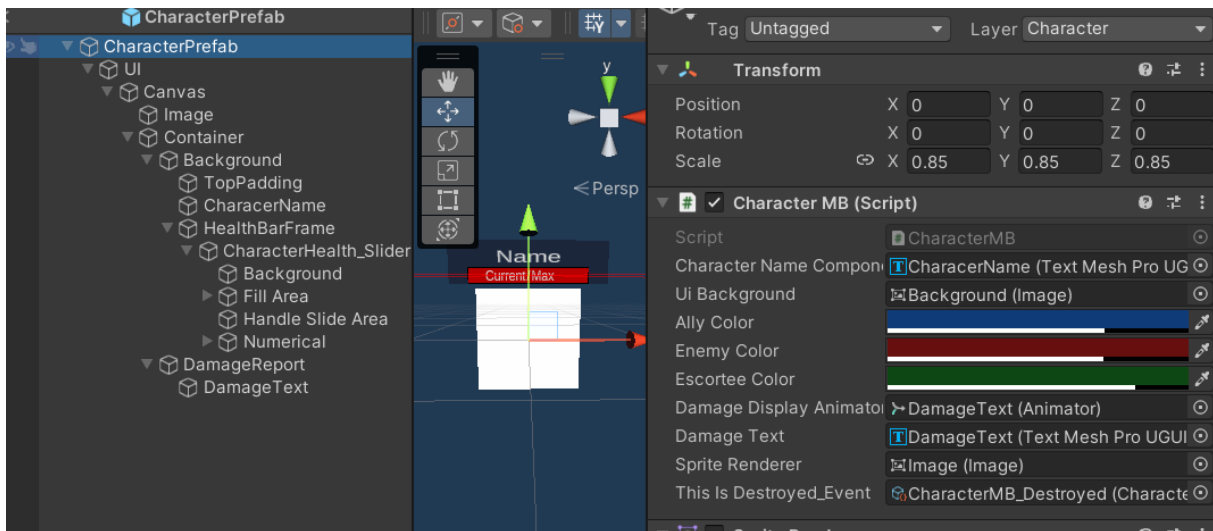 CharacterPrefab
CharacterPrefab
UI
Canvas
Image
Container
Background
TopPadding
CharacerName
HealthBarFrame
CharacterHealth_Slider
Background
Fill Area
Handle Slide Area
Numerical
DamageReport
DamageText
y
Persp
Name
Current/Max
Tag Untagged Layer Character
Transform
Position X 0 Y 0 Z 0
Rotation X 0 Y 0 Z 0
Scale X 0.85 Y 0.85 Z 0.85
# Character MB (Script)
Script # CharacterMB
Character Name Compon CharacerName (Text Mesh Pro UG
Ui Background Background (Image)
Ally Color
Enemy Color
Escortee Color
Damage Display Animato DamageText (Animator)
Damage Text DamageText (Text Mesh Pro UGUI
Sprite Renderer Image (Image)
This Is Destroyed_Event CharacterMB_Destroyed (Characte